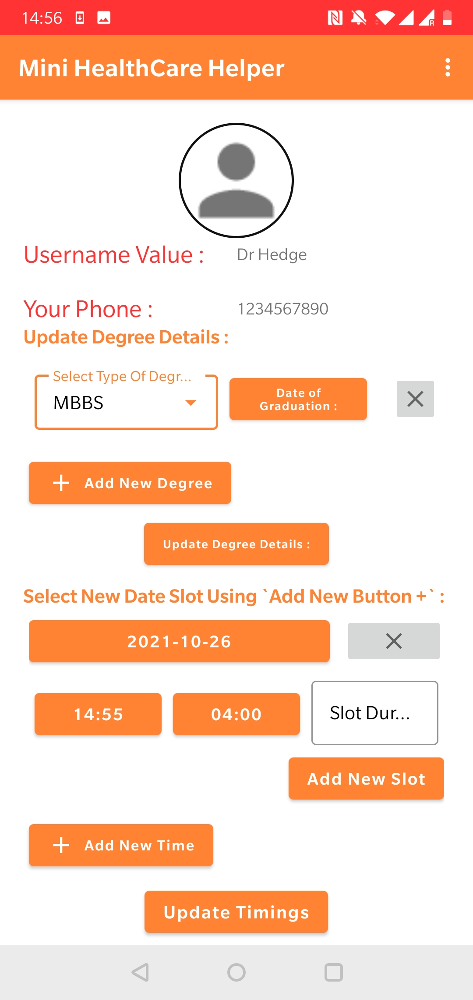 14:56
R
Mini HealthCare Helper
Username Value : Dr Hedge
Your Phone : 1234567890
Update Degree Details :
Select Type Of Degr...
MBBS
Date of
Graduation :
Add New Degree
Update Degree Details :
Select New Date Slot Using `Add New Button +` :
2021-10-26
14:55 04:00 Slot Dur...
Add New Slot
Add New Time
Update Timings